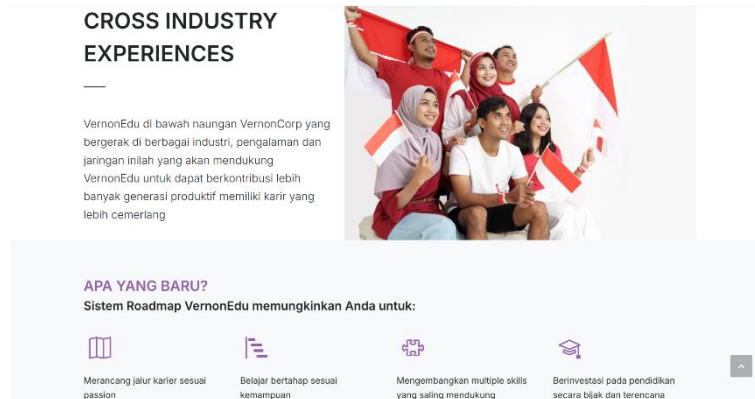 CROSS INDUSTRY
EXPERIENCES
VernonEdu di bawah naungan VernonCorp yang
bergerak di berbagai industri, pengalaman dan
jaringan inilah yang akan mendukung
VernonEdu untuk dapat berkontribusi lebih
banyak generasi produktif memiliki karir yang
lebih cemerlang
APA YANG BARU?
Sistem Roadmap VernonEdu memungkinkan Anda untuk:
Merancang jalur karier sesuai
passion
Belajar bertahap sesuai
kemampuan
Mengembangkan multiple skills
yang saling mendukung
Berinvestasi pada pendidikan
secara bijak dan terencana